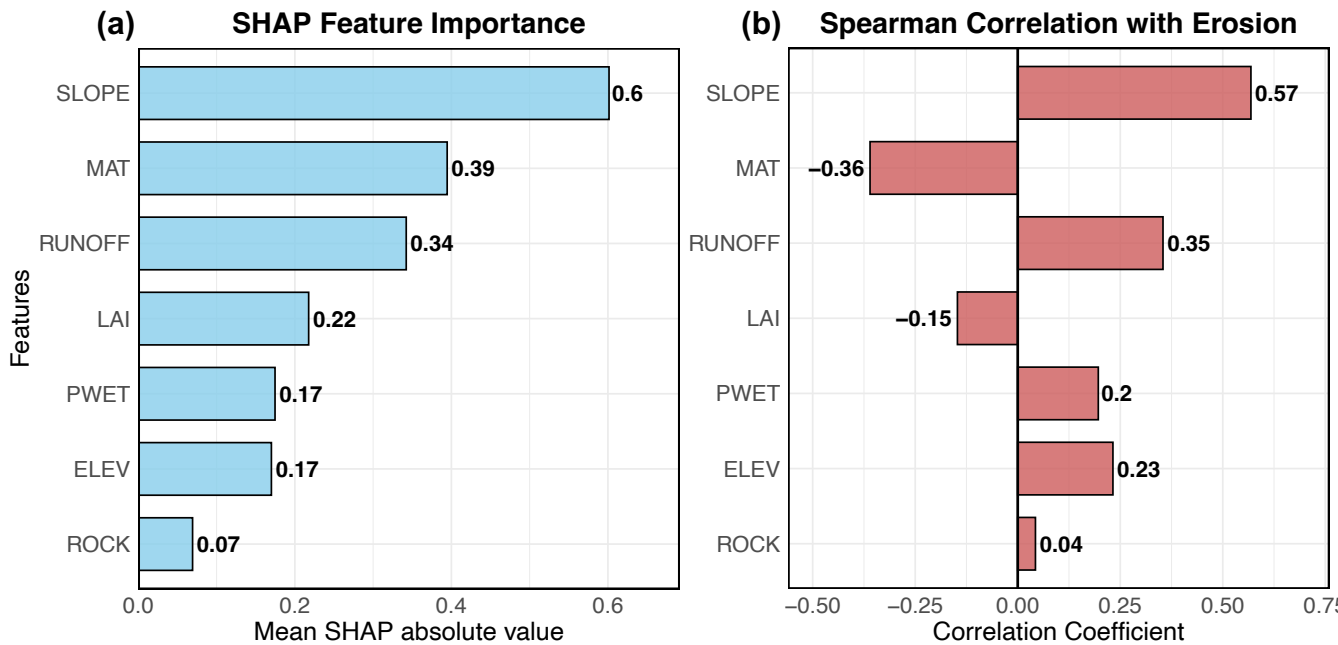 (a) SHAP Feature Importance
SLOPE 0.6
MAT 0.39
RUNOFF 0.34
LAI 0.22
PWET 0.17
ELEV 0.17
ROCK 0.07
Features
0.0 0.2 0.4 0.6
Mean SHAP absolute value
(b) Spearman Correlation with Erosion
SLOPE 0.57
MAT −0.36
RUNOFF 0.35
LAI −0.15
PWET 0.2
ELEV 0.23
ROCK 0.04
−0.50 −0.25 0.00 0.25 0.50 0.75
Correlation Coefficient